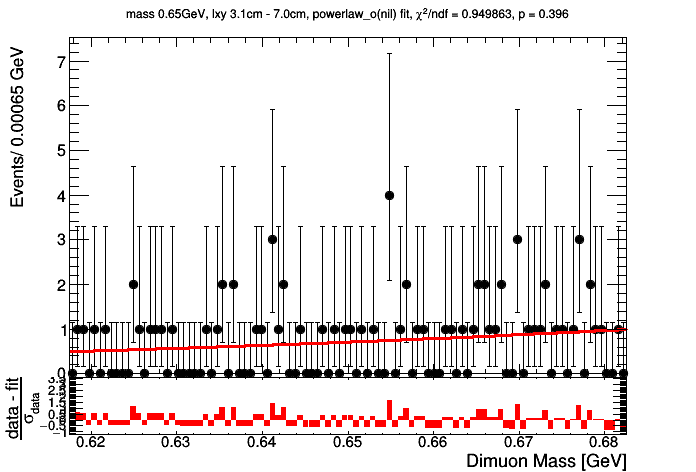 mass 0.65GeV, lxy 3.1cm - 7.0cm, powerlaw_o(nil) fit, χ²/ndf = 0.949863, p = 0.396
Events/ 0.00065 GeV
7
6
5
4
3
2
1
0
data - fit
σdata
0.62 0.63 0.64 0.65 0.66 0.67 0.68
Dimuon Mass [GeV]